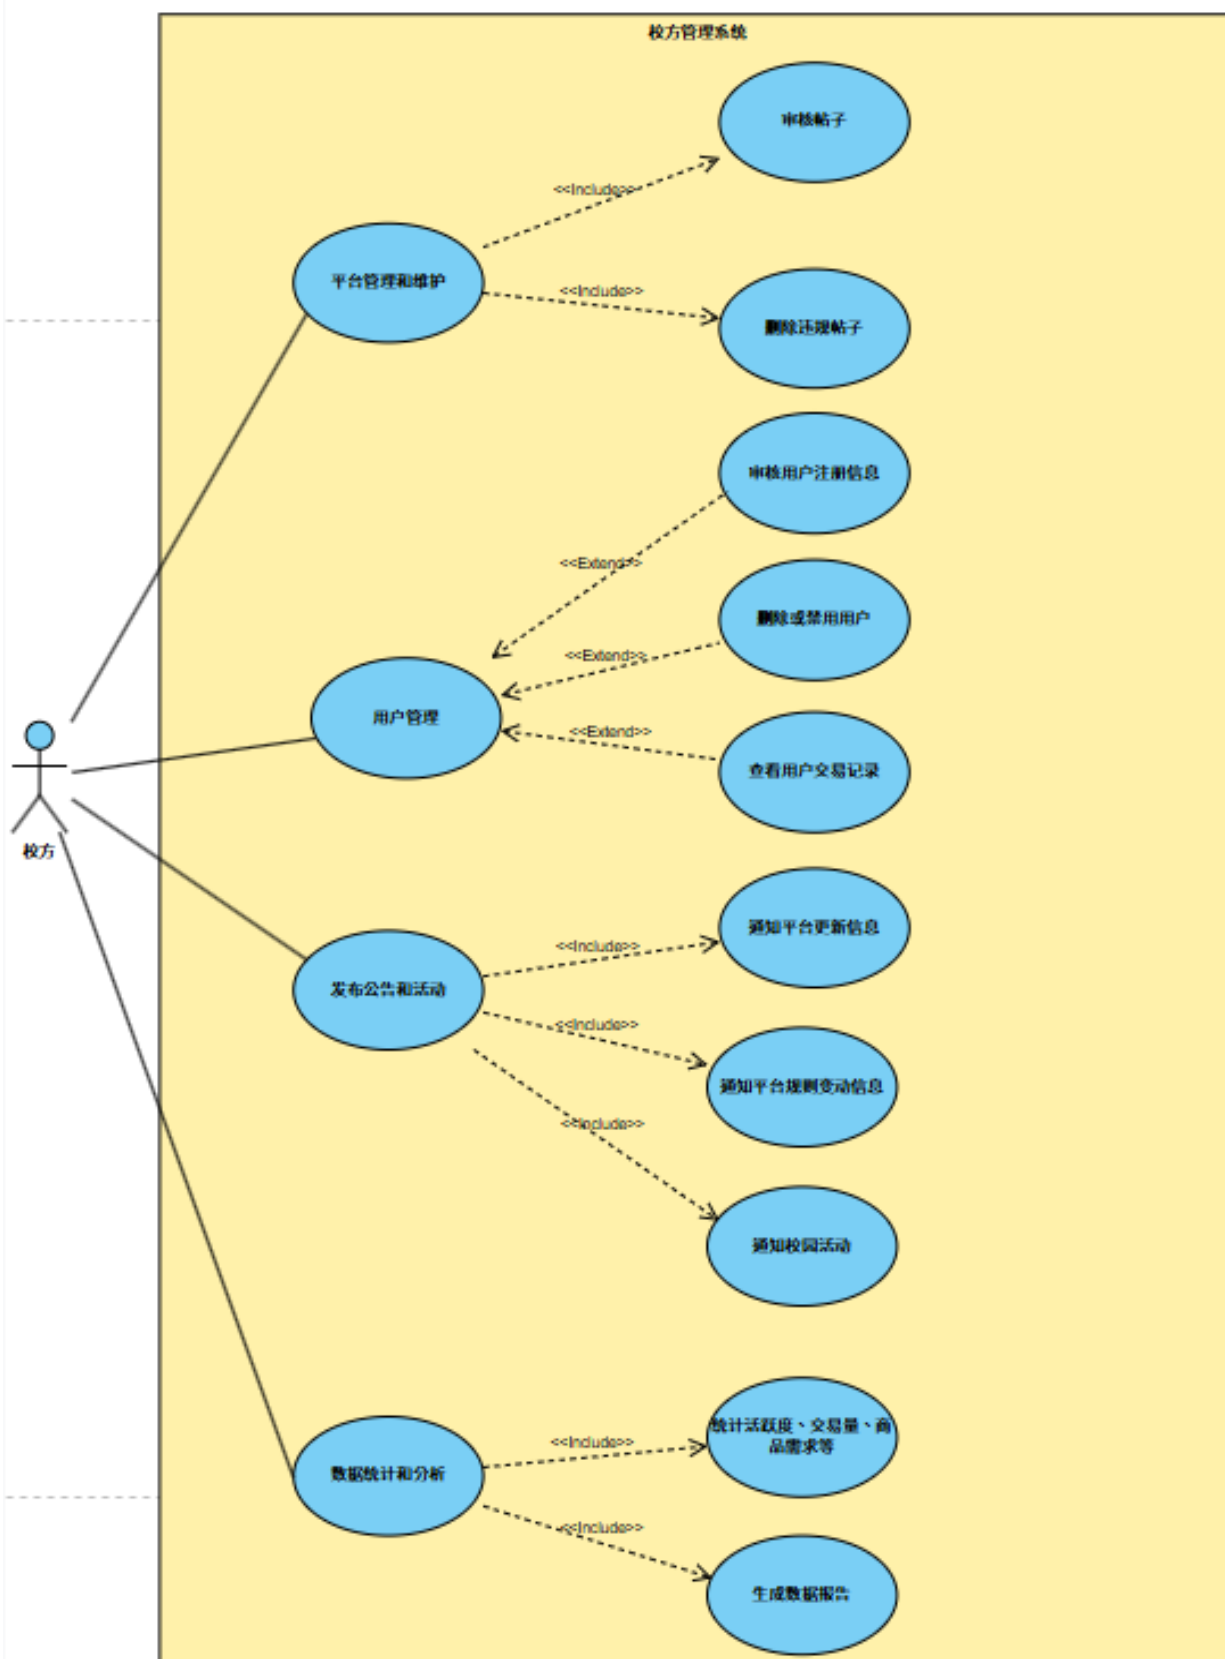 校方管理系统
审核帖子
<<Include>>
平台管理和维护
<<Include>>
删除违规帖子
审核用户注册信息
<<Extend>>
删除或禁用用户
<<Extend>>
用户管理
<<Extend>>
查看用户交易记录
校方
通知平台更新信息
<<Include>>
发布公告和活动
<<Include>>
通知平台规则变动信息
<<Include>>
通知校园活动
统计活跃度、交易量、商
品需求等
<<Include>>
数据统计和分析
<<Include>>
生成数据报告